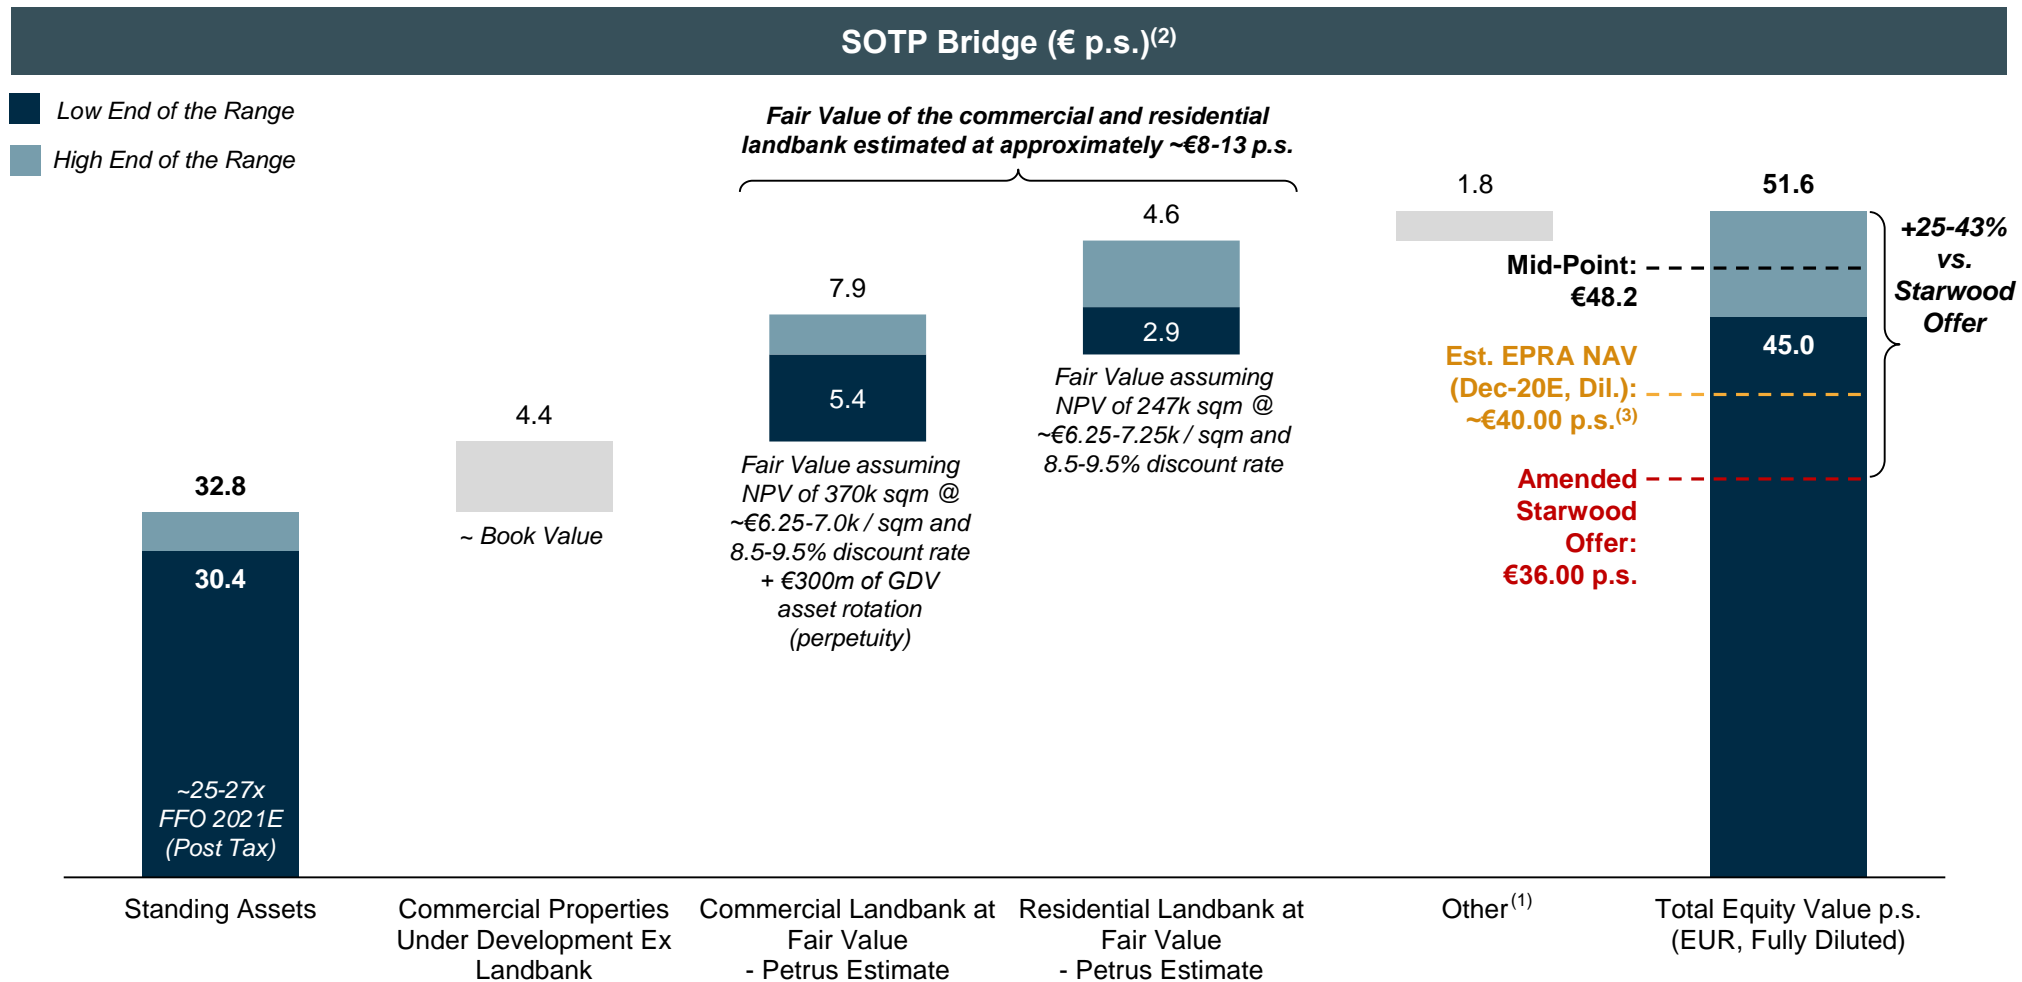 SOTP Bridge (€ p.s.)(2)
Low End of the Range
High End of the Range
Fair Value of the commercial and residential
landbank estimated at approximately ~€8-13 p.s.
32.8
30.4
~25-27x
FFO 2021E
(Post Tax)
4.4
~ Book Value
7.9
5.4
Fair Value assuming
NPV of 370k sqm @
~€6.25-7.0k / sqm and
8.5-9.5% discount rate
+ €300m of GDV
asset rotation
(perpetuity)
4.6
2.9
Fair Value assuming
NPV of 247k sqm @
~€6.25-7.25k / sqm and
8.5-9.5% discount rate
1.8
Mid-Point:
€48.2
Est. EPRA NAV
(Dec-20E, Dil.):
~€40.00 p.s.(3)
Amended
Starwood
Offer:
€36.00 p.s.
51.6
45.0
+25-43%
vs.
Starwood
Offer
Standing Assets
Commercial Properties
Under Development Ex
Landbank
Commercial Landbank at
Fair Value
- Petrus Estimate
Residential Landbank at
Fair Value
- Petrus Estimate
Other(1)
Total Equity Value p.s.
(EUR, Fully Diluted)